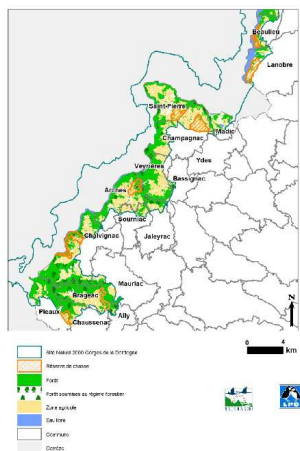 Beaulieu
Lanobre
Saint-Pierre
Madic
Champagnac
Ydes
Veyrières
Bassignac
Arches
Sourniac
Jaleyrac
Chalvignac
Mauriac
Brageac
Pleaux
Ally
Chaussenac
N
0 4
km
Site Natura 2000 Gorges de la Dordogne
Réserve de chasse
Forêt
Forêt soumises au régime forestier
Zone agricole
Eau libre
Commune
Corrèze
LPO